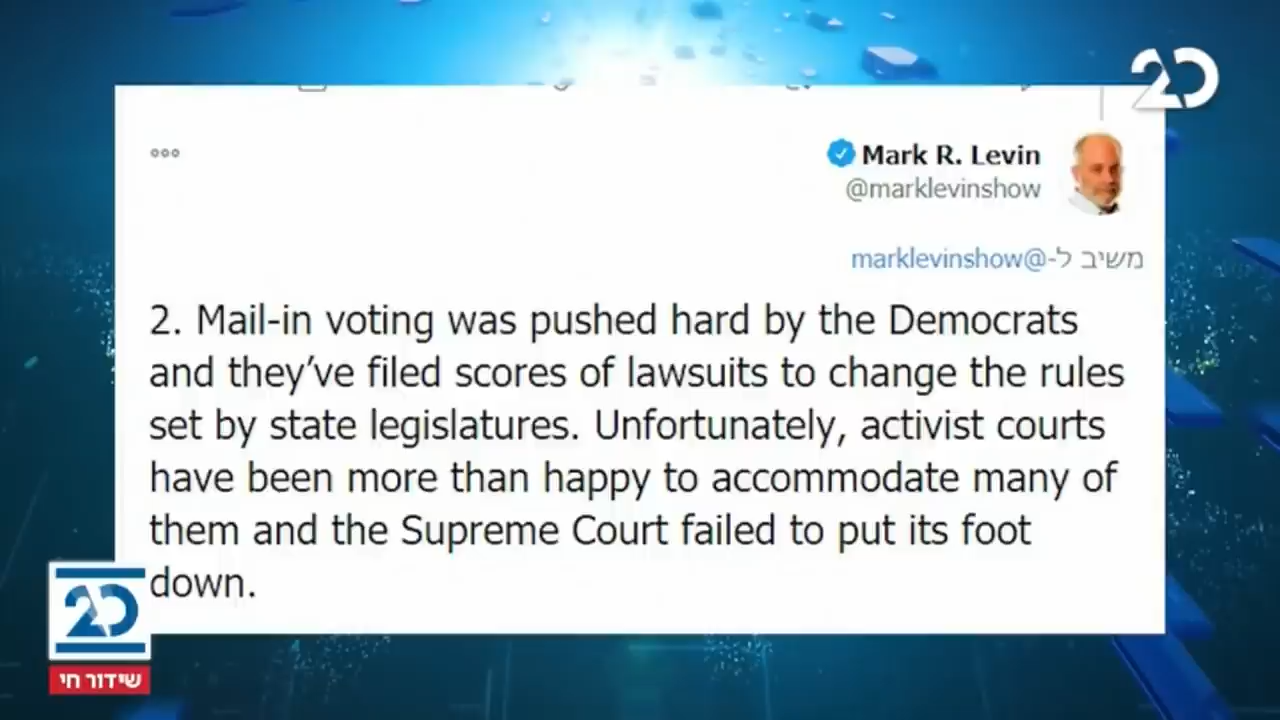 20
Mark R. Levin
@marklevinshow
משיב ל-@marklevinshow
2. Mail-in voting was pushed hard by the Democrats
and they’ve filed scores of lawsuits to change the rules
set by state legislatures. Unfortunately, activist courts
have been more than happy to accommodate many of
them and the Supreme Court failed to put its foot
down.
20
שידור חי